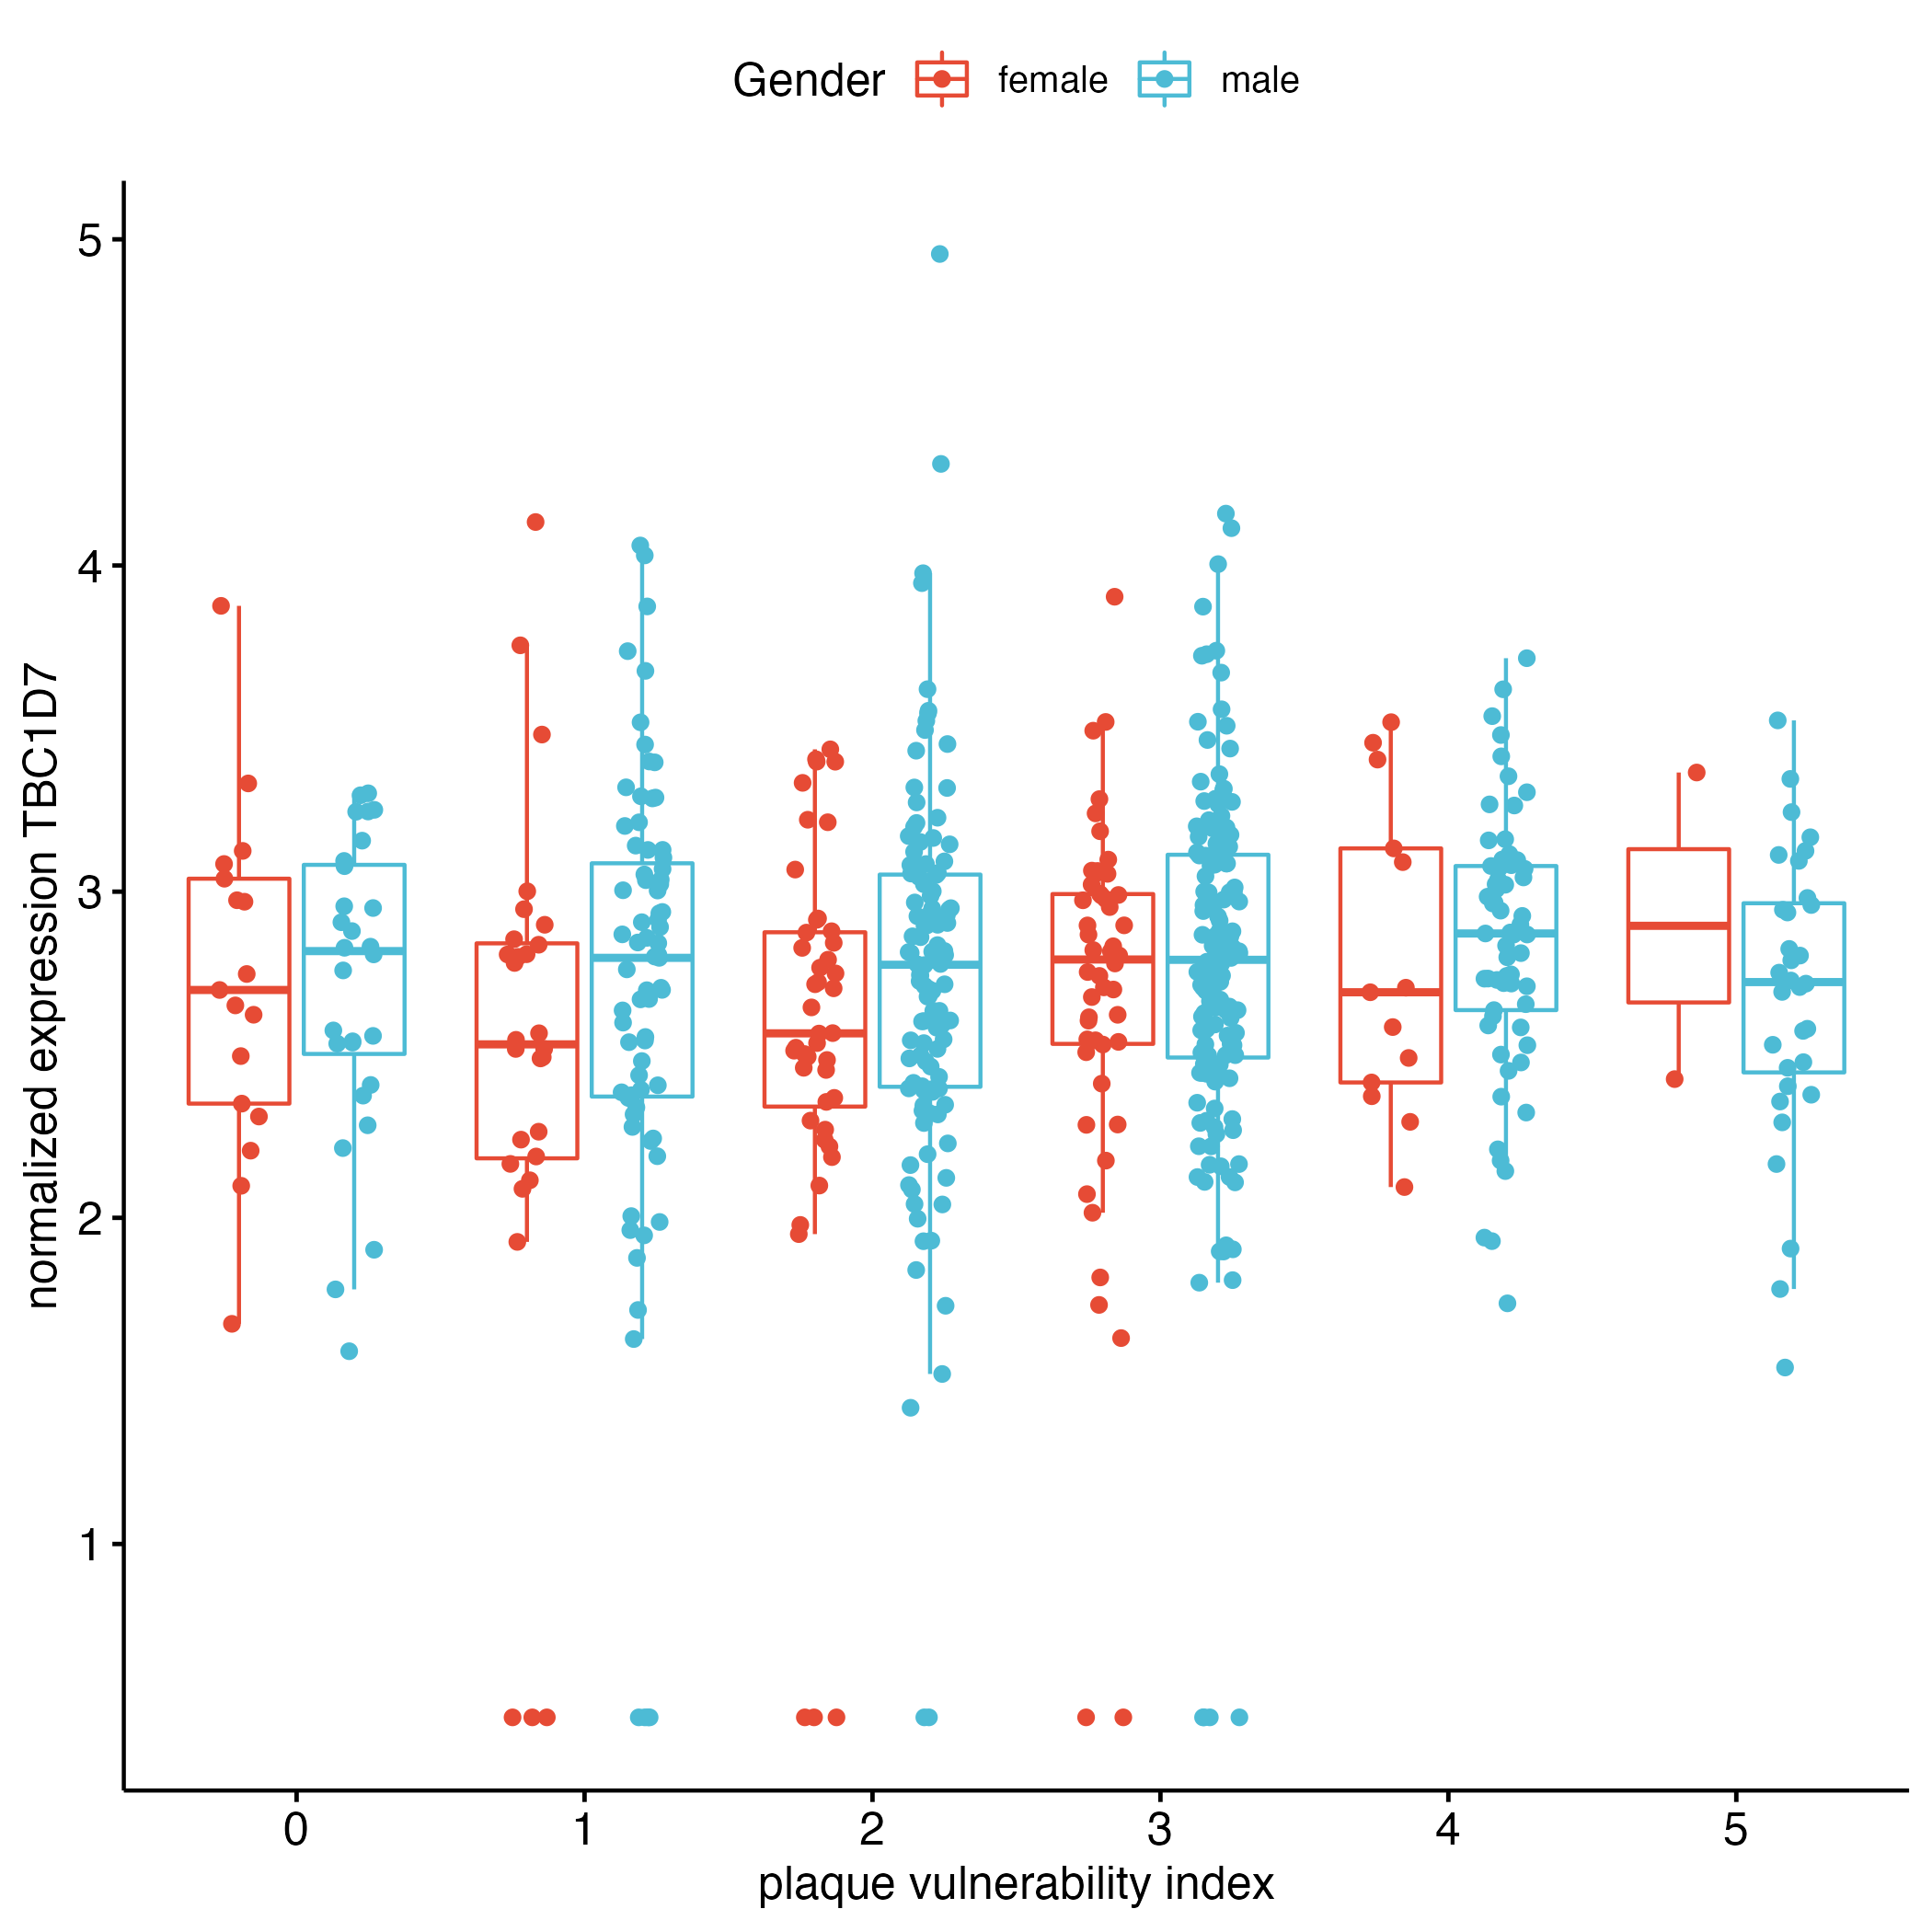 Gender female male
5
4
3
2
1
normalized expression TBC1D7
0 1 2 3 4 5
plaque vulnerability index